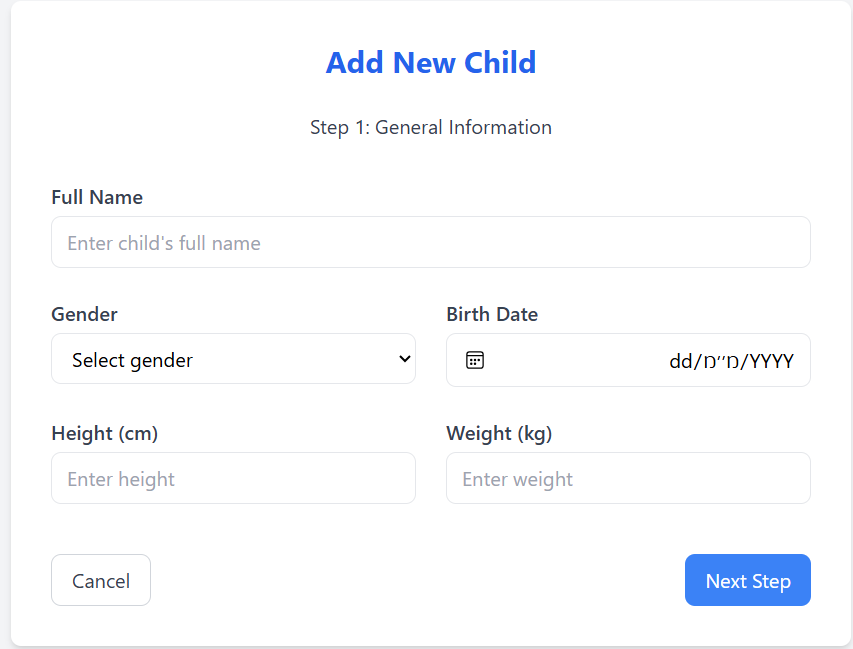 Add New Child
Step 1: General Information
Full Name
Enter child's full name
Gender
Birth Date
Select gender
dd/מ״מ/YYYY
Height (cm)
Weight (kg)
Enter height
Enter weight
Cancel
Next Step